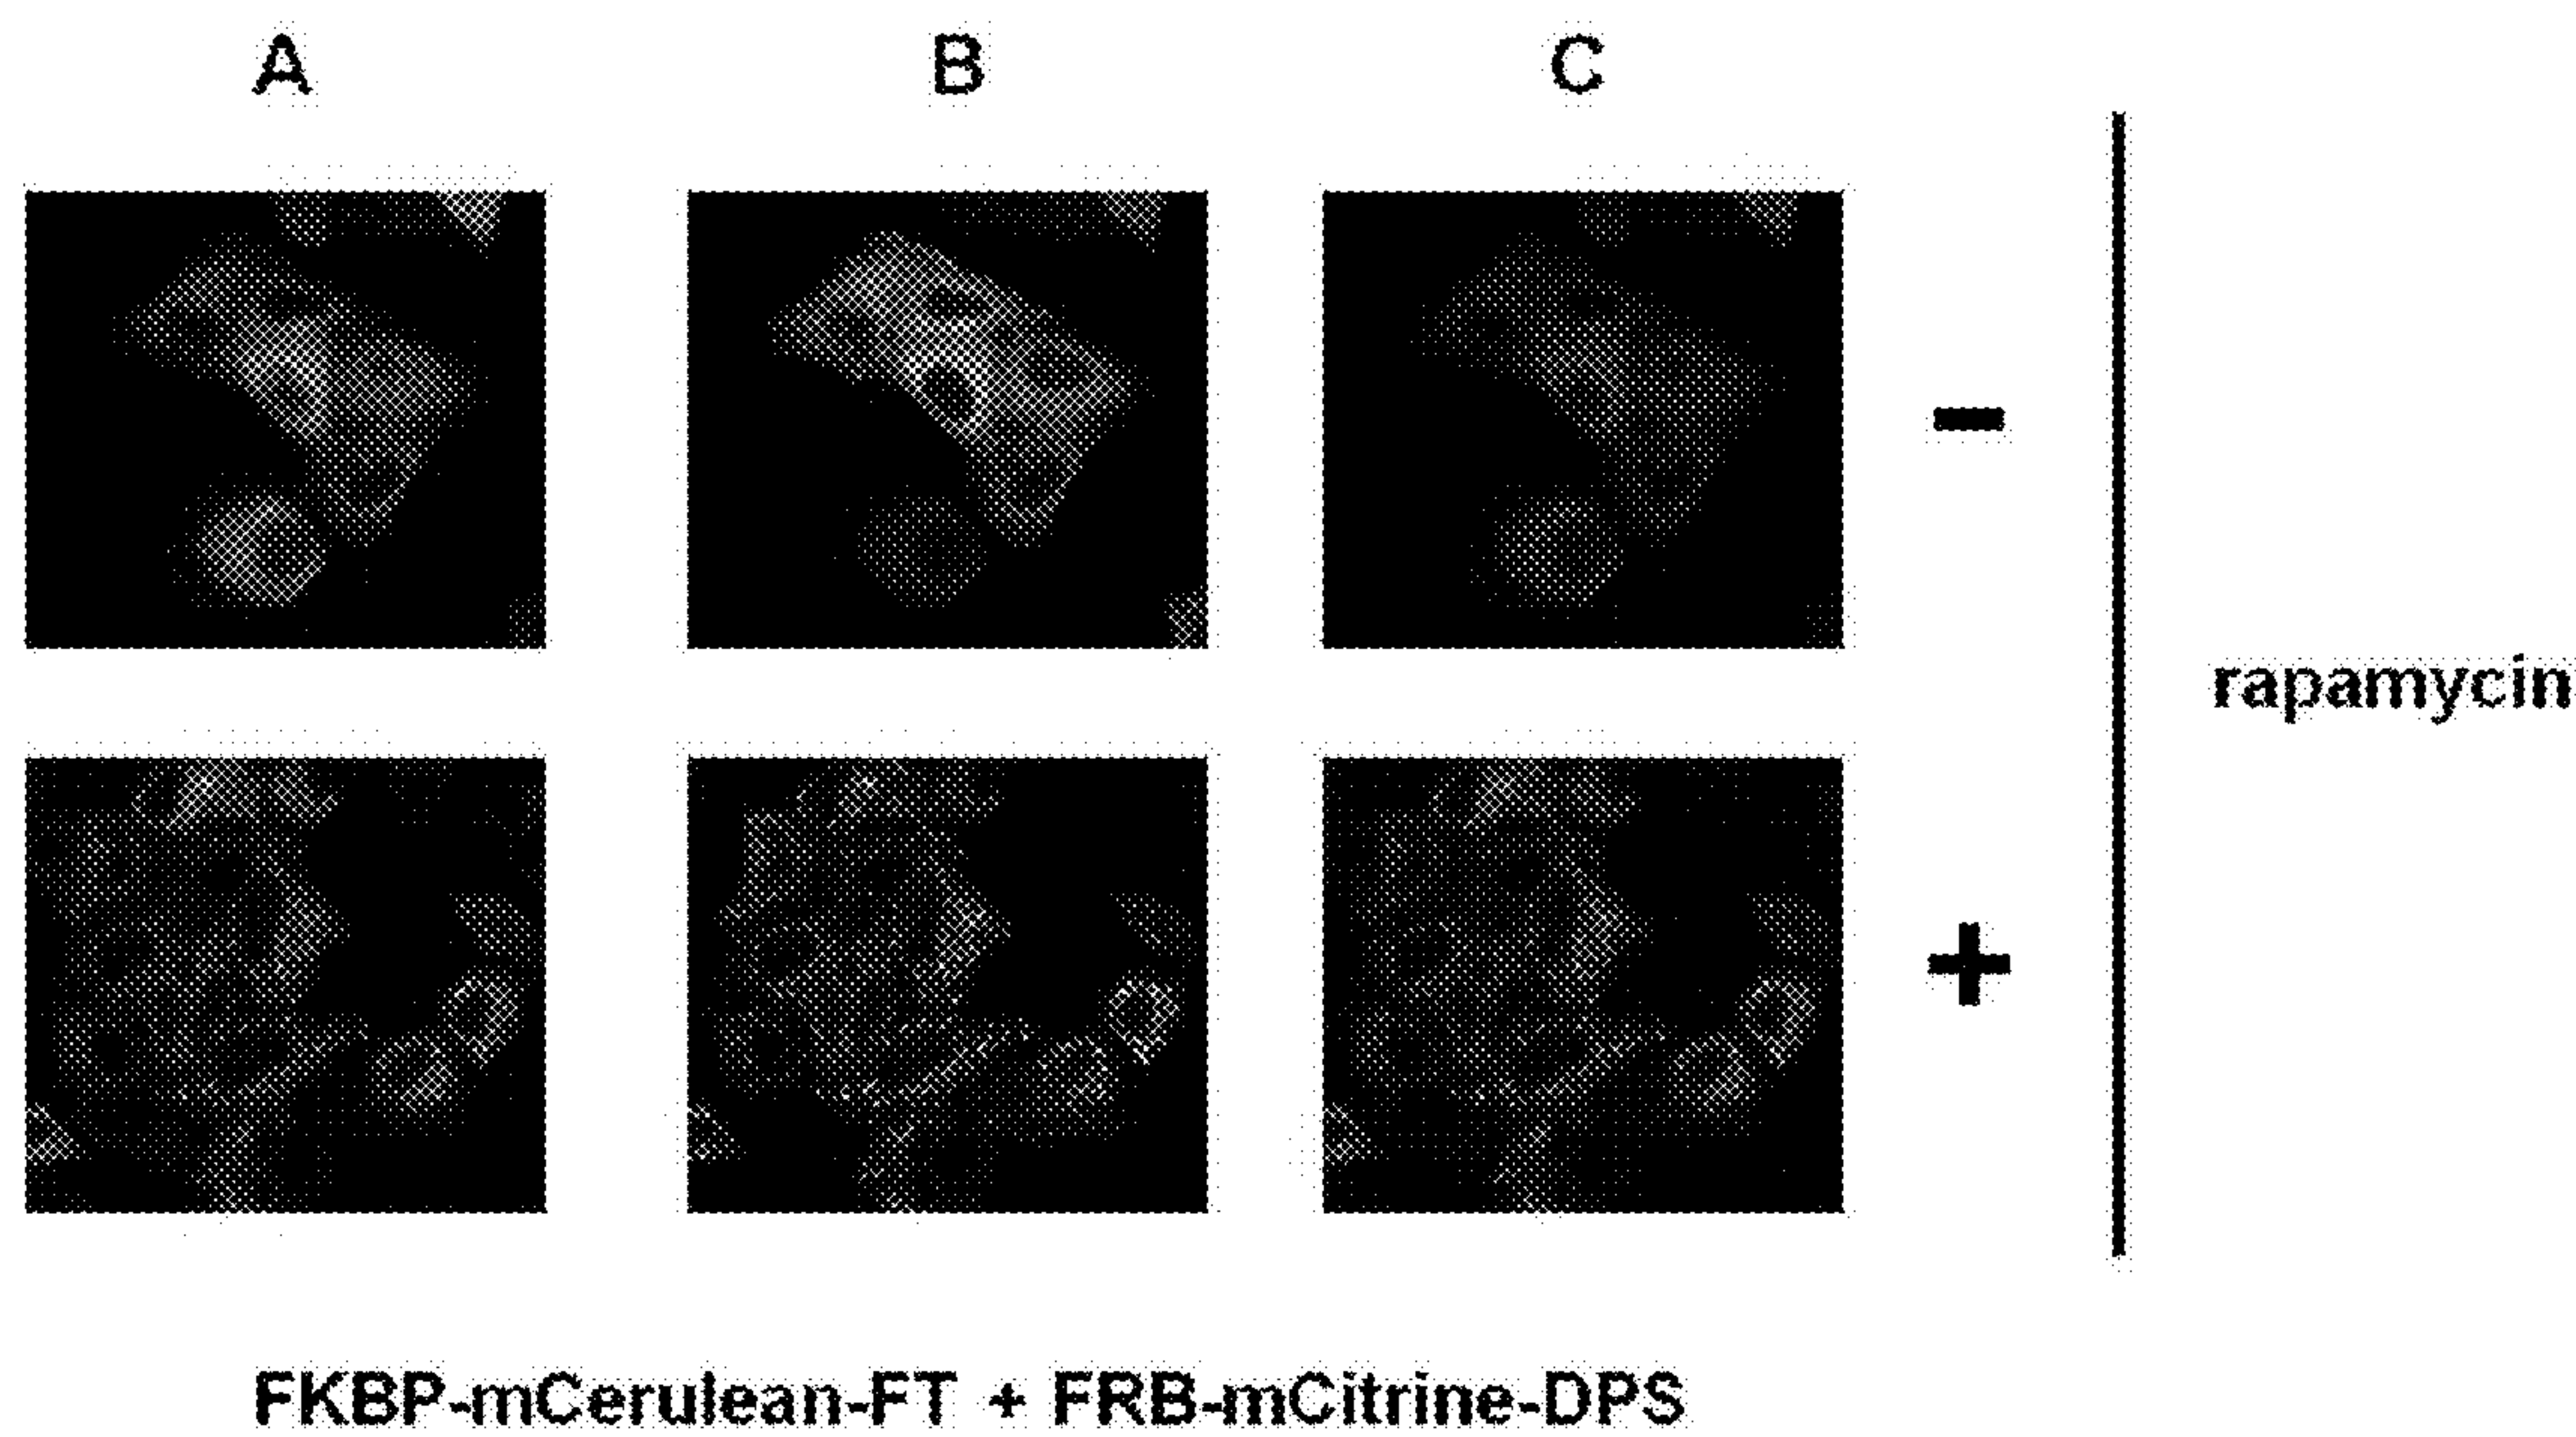 A B C
-
rapamycin
+
FKBP-mCerulean-FT + FRB-mCitrine-DPS